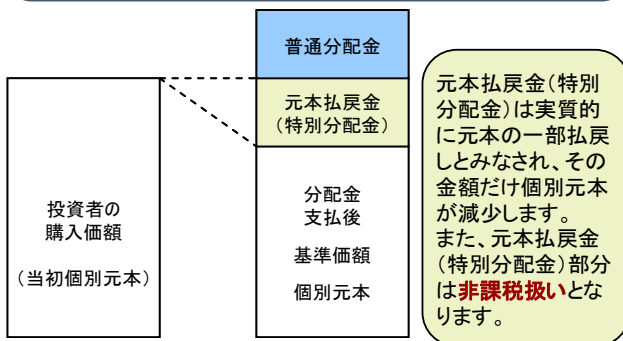 普通分配金
元本払戻金
（特別分配金）
投資者の
購入価額
（当初個別元本）
分配金
支払後
基準価額
個別元本
元本払戻金（特別
分配金）は実質的
に元本の一部払戻
しとみなされ、その
金額だけ個別元本
が減少します。
また、元本払戻金
（特別分配金）部分
は非課税扱いとな
ります。